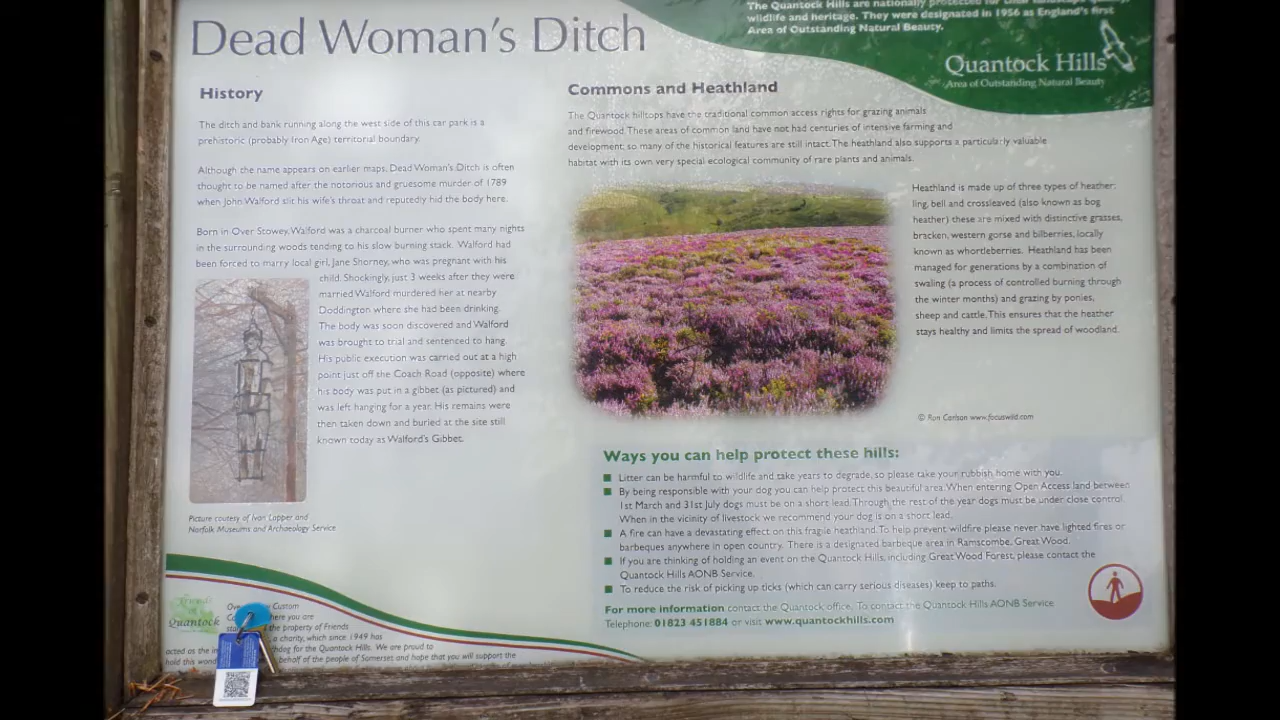 Dead Woman's Ditch
The Quantock Hills are nationally protected for their landscape
wildlife and heritage. They were designated in 1956 as England's first
Area of Outstanding Natural Beauty.
Quantock Hills
Area of Outstanding Natural Beauty
History
The ditch and bank running along the west side of this car park is a
prehistoric (probably Iron Age) territorial boundary.
Although the name appears on earlier maps, Dead Woman's Ditch is often
thought to be named after the notorious and gruesome murder of 1789
when John Walford slit his wife's throat and reputedly hid the body here.
Born in Over Stowey, Walford was a charcoal burner who spent many nights
in the surrounding woods tending to his slow burning stack. Walford had
been forced to marry local girl, Jane Shorney, who was pregnant with his
child. Shockingly, just 3 weeks after they were
married Walford murdered her at nearby
Doddington where she had been drinking.
The body was soon discovered and Walford
was brought to trial and sentenced to hang.
His public execution was carried out at a high
point just off the Coach Road (opposite) where
his body was put in a gibbet (as pictured) and
was left hanging for a year. His remains were
then taken down and buried at the site still
known today as Walford's Gibbet.
Picture coutesy of Ivan Lapper and
Norfolk Museums and Archaeology Service
Commons and Heathland
The Quantock hilltops have the traditional common access rights for grazing animals
and firewood. These areas of common land have not had centuries of intensive farming and
development; so many of the historical features are still intact. The heathland also supports a particularly valuable
habitat with its own very special ecological community of rare plants and animals.
Heathland is made up of three types of heather:
ling, bell and crossleaved (also known as bog
heather) these are mixed with distinctive grasses,
bracken, western gorse and bilberries, locally
known as whortleberries. Heathland has been
managed for generations by a combination of
swaling (a process of controlled burning through
the winter months) and grazing by ponies,
sheep and cattle. This ensures that the heather
stays healthy and limits the spread of woodland.
© Ron Carlson www.focuswild.com
Ways you can help protect these hills:
Litter can be harmful to wildlife and take years to degrade, so please take your rubbish home with you.
By being responsible with your dog you can help protect this beautiful area. When entering Open Access land between
1st March and 31st July dogs must be on a short lead. Through the rest of the year dogs must be under close control.
When in the vicinity of livestock we recommend your dog is on a short lead.
A fire can have a devastating effect on this fragile heathland. To help prevent wildfire please never have lighted fires or
barbeques anywhere in open country. There is a designated barbeque area in Ramscombe, Great Wood.
If you are thinking of holding an event on the Quantock Hills, including Great Wood Forest, please contact the
Quantock Hills AONB Service.
To reduce the risk of picking up ticks (which can carry serious diseases) keep to paths.
For more information contact the Quantock office. To contact the Quantock Hills AONB Service
Telephone: 01823 451884 or visit www.quantockhills.com
Friends
of
Quantock
Custom
here you are
the property of Friends
a charity, which since 1949 has
acted as the for the Quantock Hills. We are proud to
hold this behalf of the people of Somerset and hope that you will support the